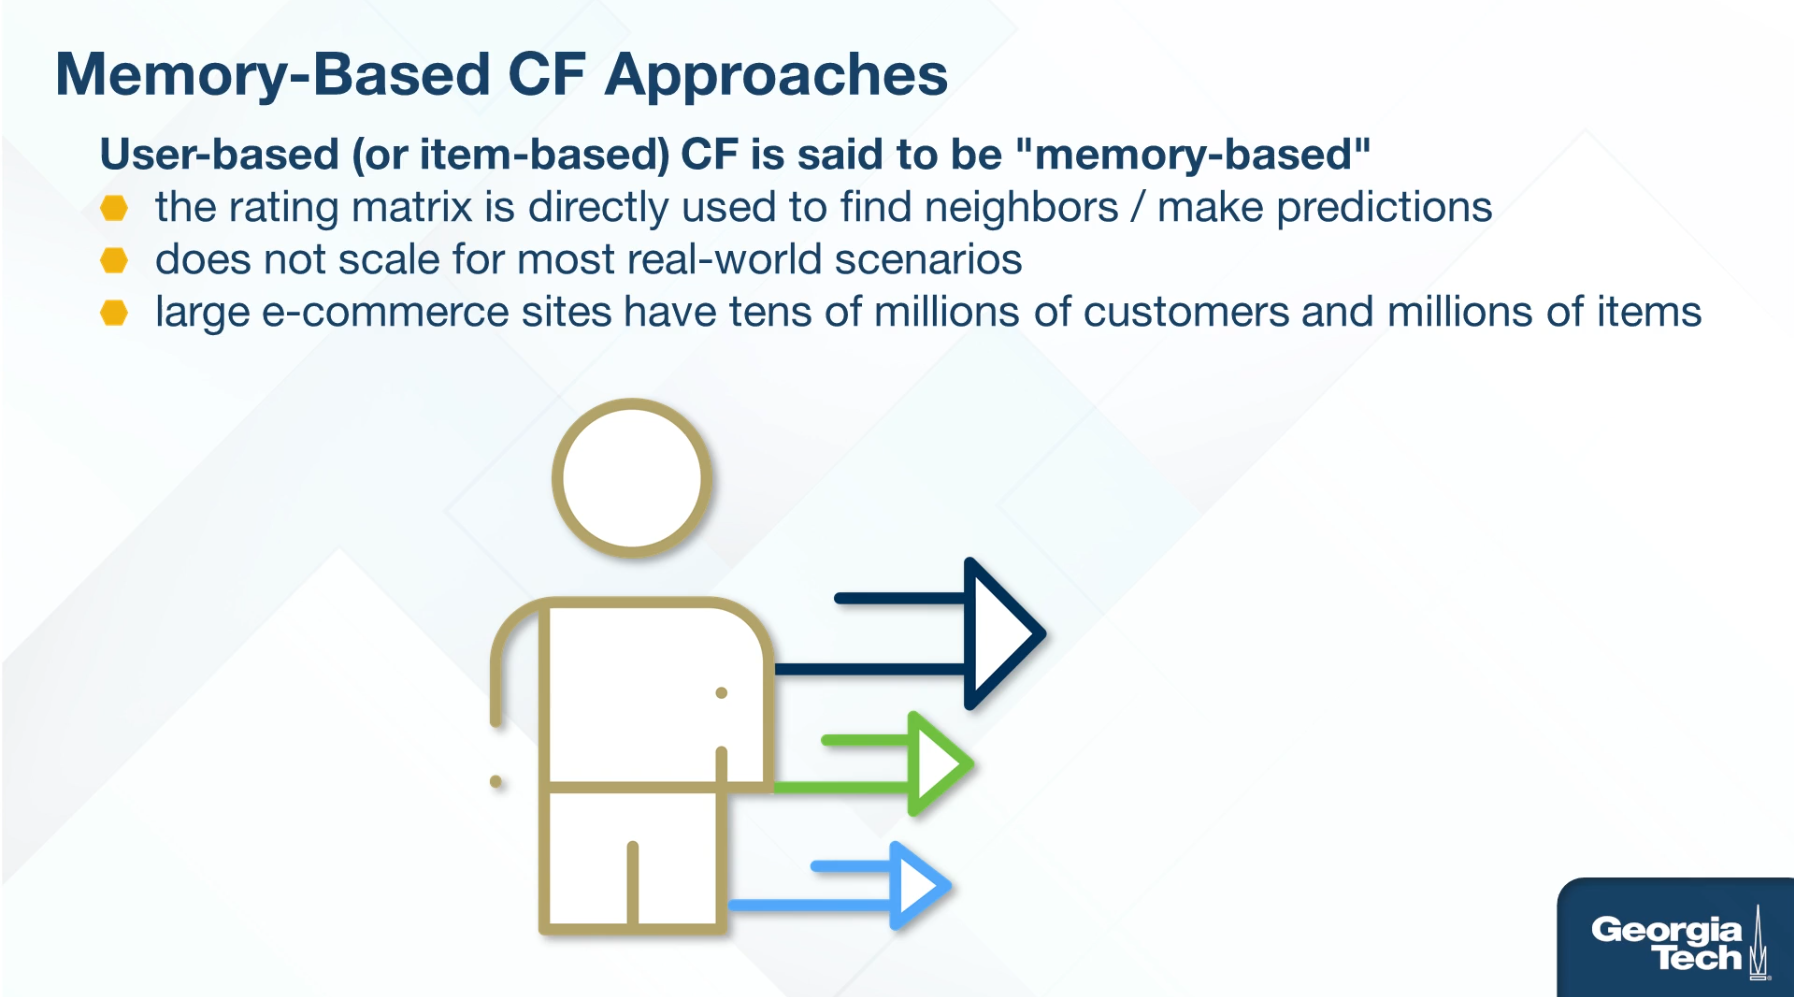 Memory-Based CF Approaches
User-based (or item-based) CF is said to be "memory-based"
the rating matrix is directly used to find neighbors / make predictions
does not scale for most real-world scenarios
large e-commerce sites have tens of millions of customers and millions of items
Georgia
Tech